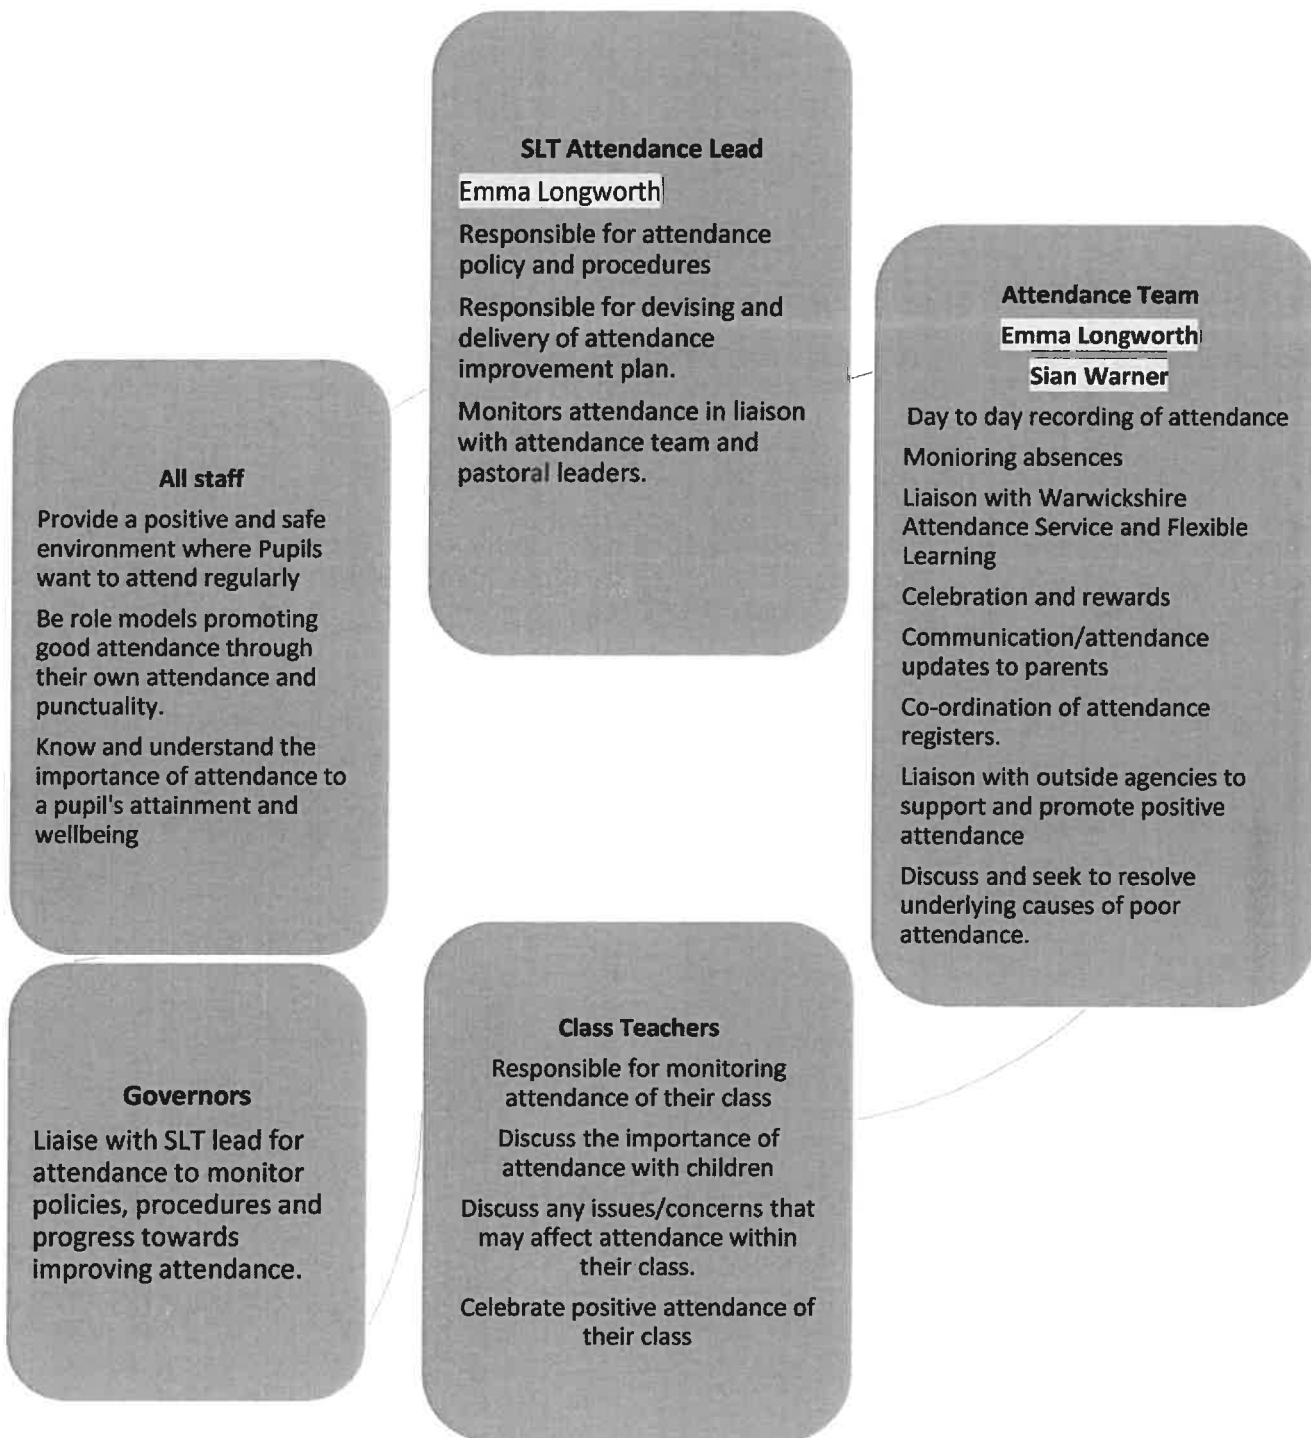 SLT Attendance Lead
Emma Longworth
Responsible for attendance
policy and procedures
Responsible for devising and
delivery of attendance
improvement plan.
Monitors attendance in liaison
with attendance team and
pastoral leaders.
Attendance Team
Emma Longworth
Sian Warner
Day to day recording of attendance
Monioring absences
Liaison with Warwickshire
Attendance Service and Flexible
Learning
Celebration and rewards
Communication/attendance
updates to parents
Co-ordination of attendance
registers.
Liaison with outside agencies to
support and promote positive
attendance
Discuss and seek to resolve
underlying causes of poor
attendance.
Class Teachers
Responsible for monitoring
attendance of their class
Discuss the importance of
attendance with children
Discuss any issues/concerns that
may affect attendance within
their class.
Celebrate positive attendance of
their class
Governors
Liaise with SLT lead for
attendance to monitor
policies, procedures and
progress towards
improving attendance.
All staff
Provide a positive and safe
environment where Pupils
want to attend regularly
Be role models promoting
good attendance through
their own attendance and
punctuality.
Know and understand the
importance of attendance to
a pupil's attainment and
wellbeing